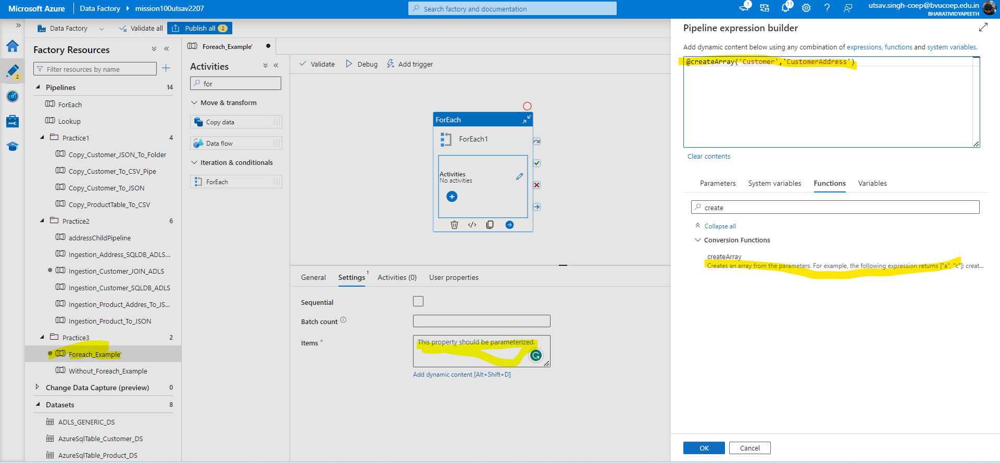 Microsoft Azure
Data Factory
mission100utsav2207
Search factory and documentation
1
11
utsav.singh-coep@bvucoep.edu.in
BHARATIVIDYAPEETH
Data Factory
Validate all
Publish all
2
2
Factory Resources
Filter resources by name
Pipelines
14
ForEach
Lookup
Practice1
4
Copy_Customer_JSON_To_Folder
Copy_Customer_To_CSV_Pipe
Copy_Customer_To_JSON
Copy_ProductTable_To_CSV
Practice2
6
addressChildPipeline
Ingestion_Address_SQLDB_ADLS...
Ingestion_Customer_JOIN_ADLS
Ingestion_Customer_SQLDB_ADLS
Ingestion_Product_Addres_To_JS...
Ingestion_Product_To_JSON
Practice3
2
Foreach_Example'
Without_Foreach_Example
Change Data Capture (preview)
0
Datasets
8
ADLS_GENERIC_DS
AzureSqlTable_Customer_DS
AzureSqlTable_Product_DS
Foreach_Example'
Activities
for
Move & transform
Copy data
Data flow
Iteration & conditionals
ForEach
Validate
Debug
Add trigger
ForEach
ForEach1
Activities
No activities
General
Settings
1
Activities (0)
User properties
Sequential
Batch count
Items *
This property should be parameterized.
Add dynamic content [Alt+Shift+D]
Pipeline expression builder
Add dynamic content below using any combination of expressions, functions and system variables.
@createArray('Customer','CustomerAddress')
Clear contents
Parameters
System variables
Functions
Variables
create
Collapse all
Conversion Functions
createArray
Creates an array from the parameters. For example, the following expression returns ["a", "c"]: creat...
OK
Cancel